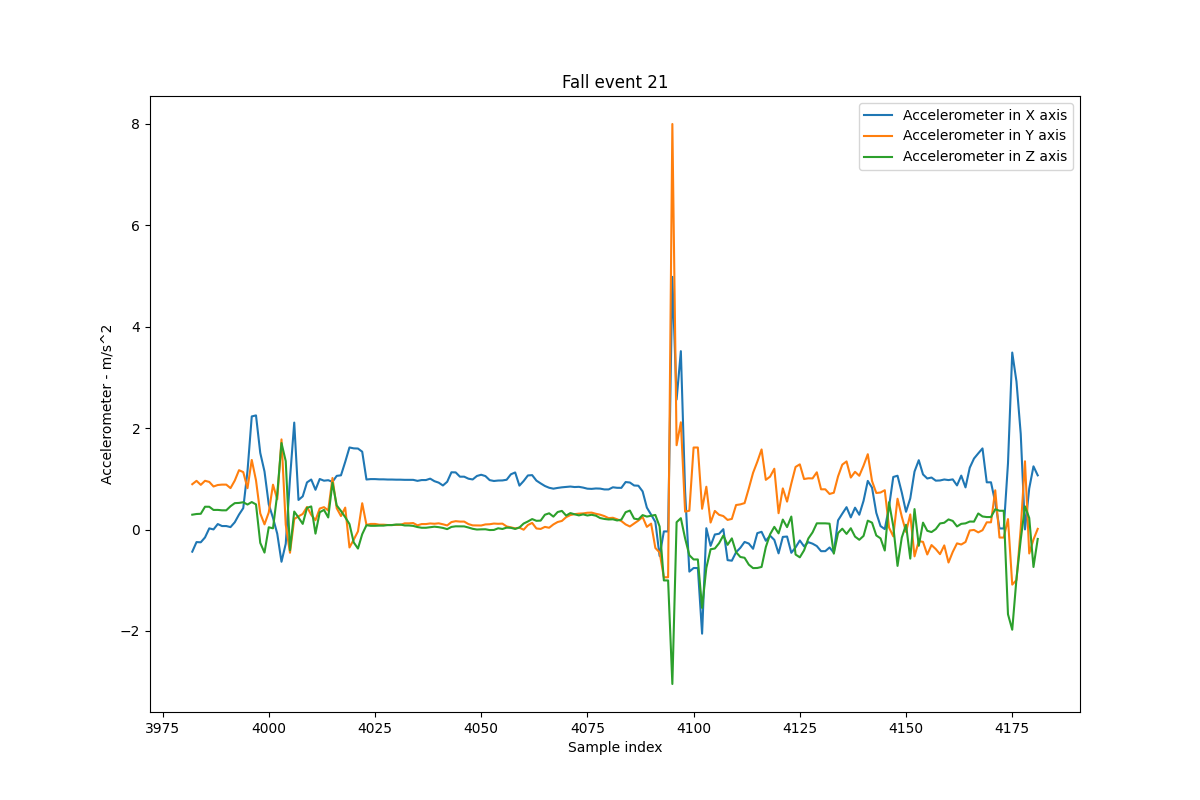 Fall event 21
Accelerometer in X axis
Accelerometer in Y axis
Accelerometer in Z axis
8
6
4
2
0
−2
Accelerometer - m/s^2
3975 4000 4025 4050 4075 4100 4125 4150 4175
Sample index